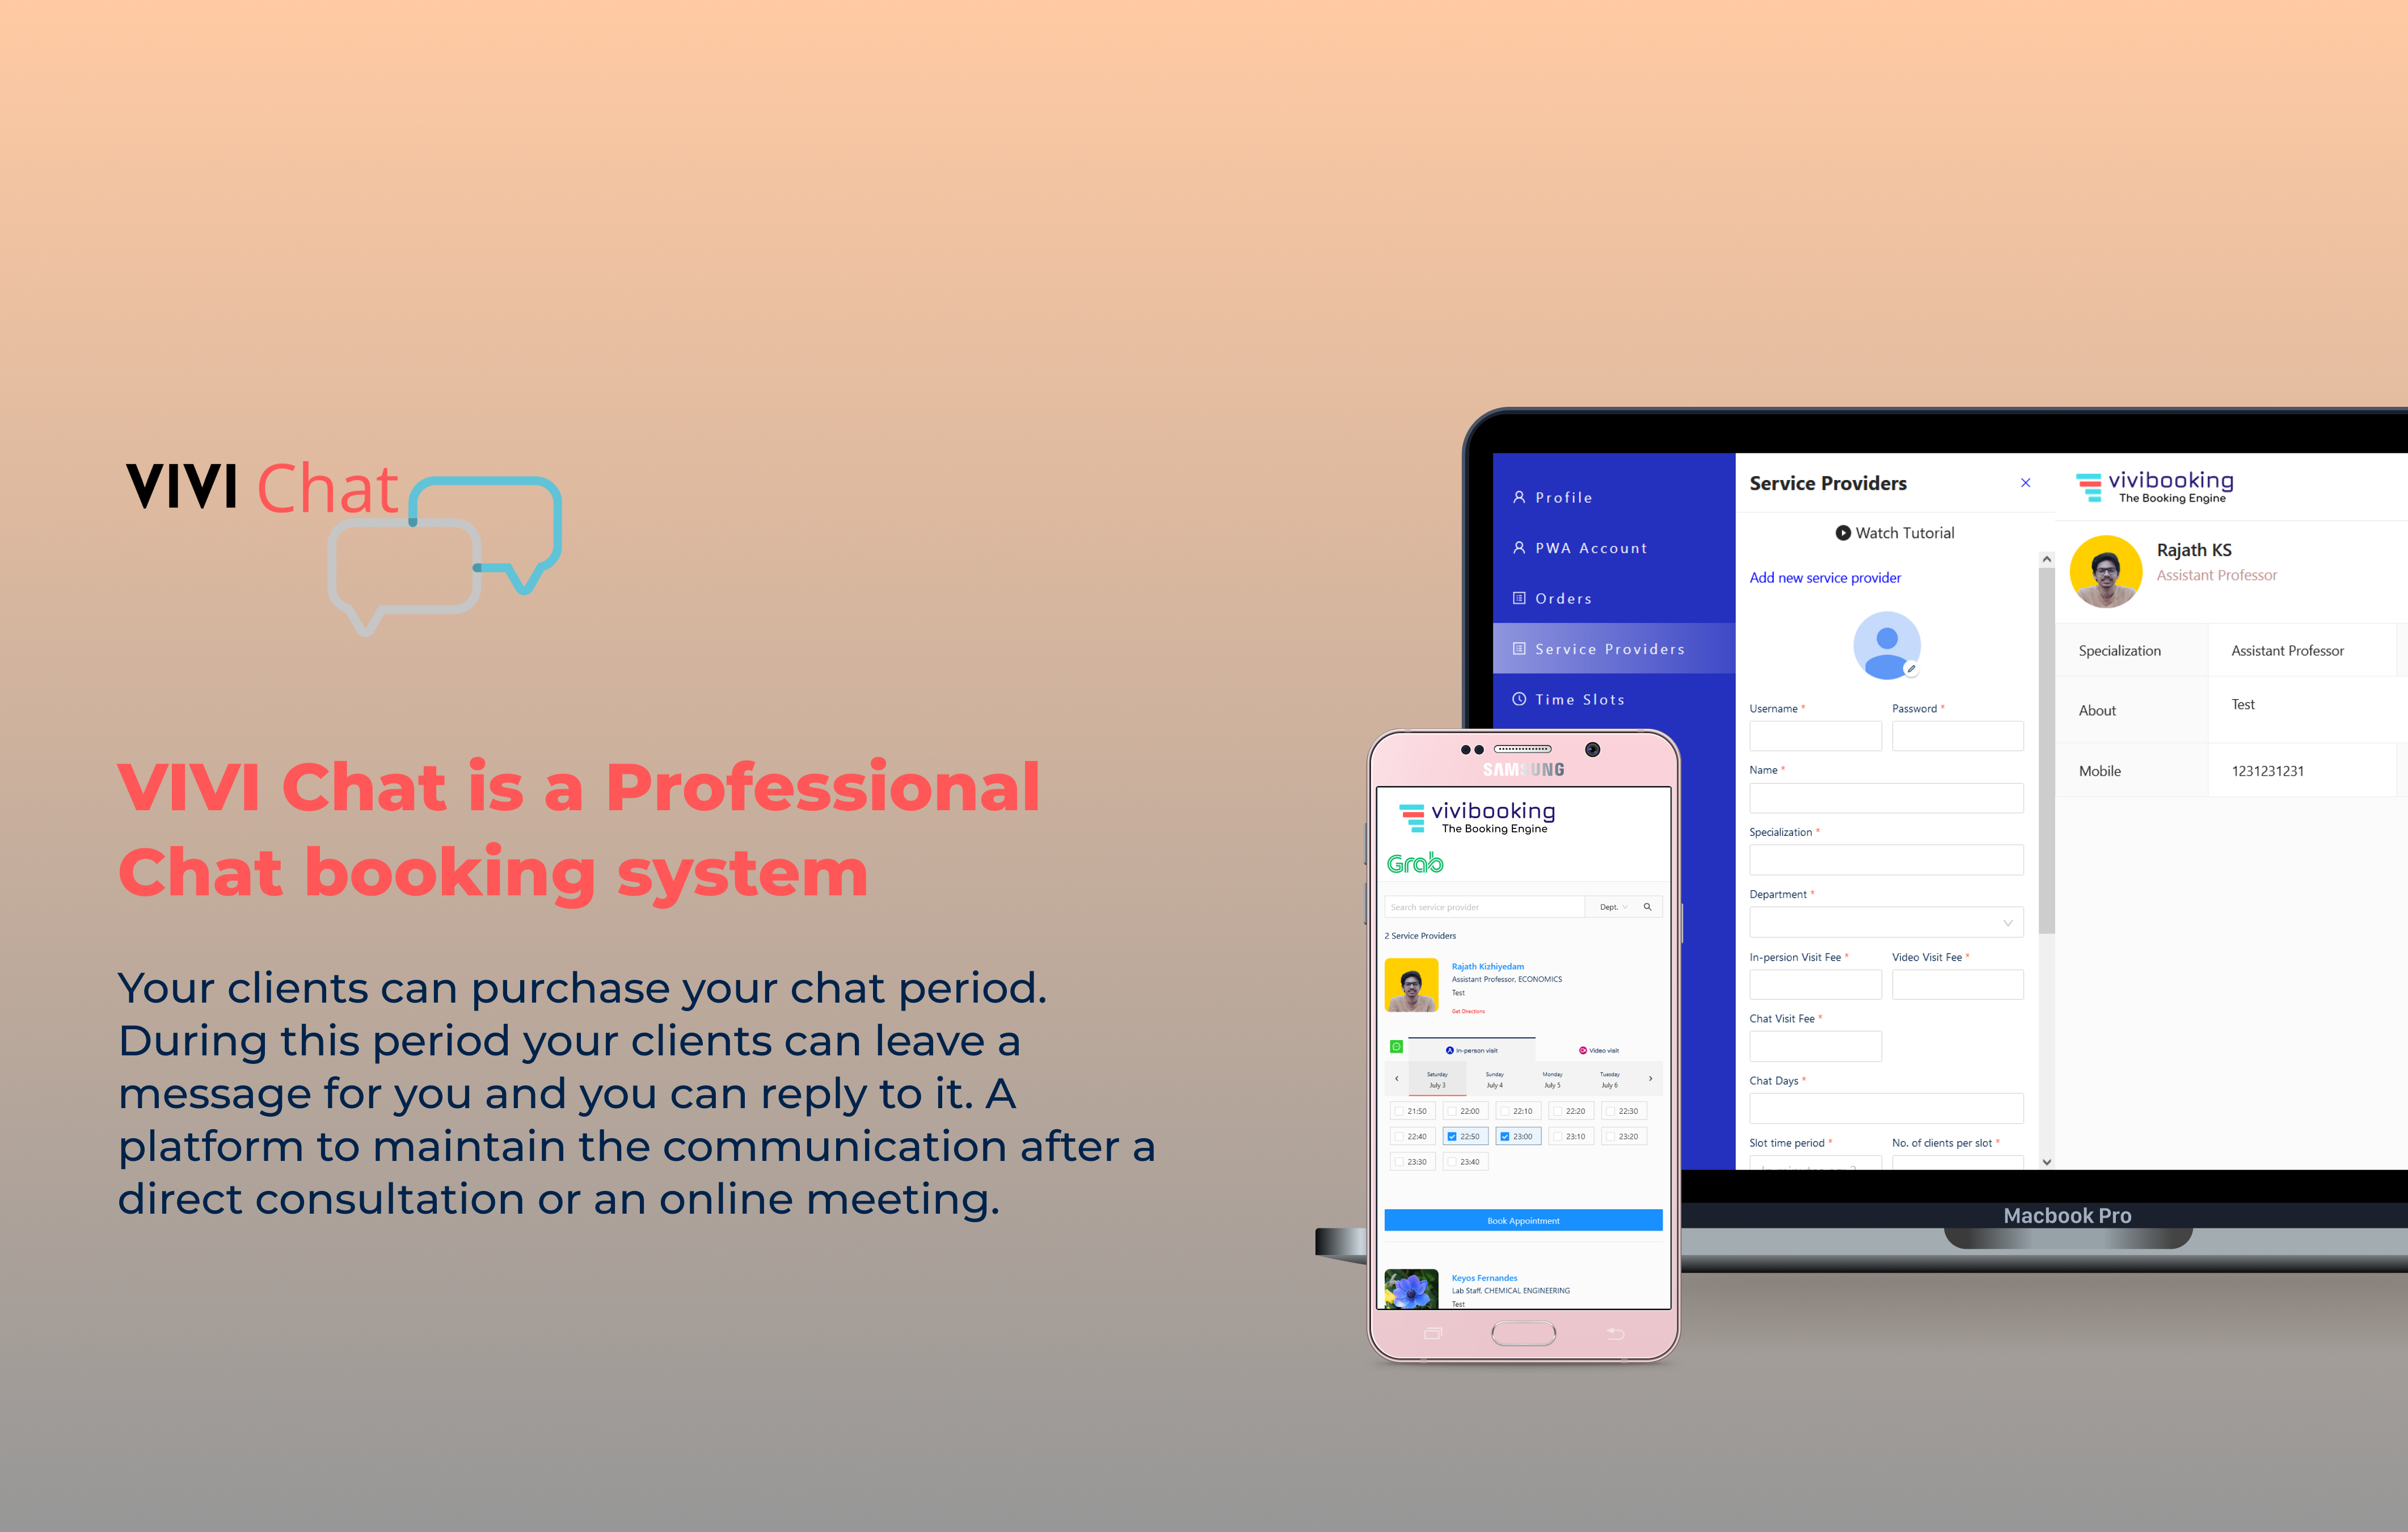 VIVI Chat
VIVI Chat is a Professional
Chat booking system
Your clients can purchase your chat period.
During this period your clients can leave a
message for you and you can reply to it. A
platform to maintain the communication after a
direct consultation or an online meeting.
Profile
PWA Account
Orders
Service Providers
Time Slots
Service Providers
Watch Tutorial
Add new service provider
Username * Password *
Name *
Specialization *
Department *
In-person Visit Fee * Video Visit Fee *
Chat Visit Fee *
Chat Days *
Slot time period * No. of clients per slot *
vivibooking
The Booking Engine
Rajath KS
Assistant Professor
Specialization Assistant Professor
About Test
Mobile 1231231231
Macbook Pro
SAMSUNG
vivibooking
The Booking Engine
Grab
Search service provider Dept.
2 Service Providers
Rajath Kizhiyedam
Assistant Professor, ECONOMICS
Test
Get Directions
In-person visit Video visit
Saturday Sunday Monday Tuesday
July 3 July 4 July 5 July 6
21:50 22:00 22:10 22:20 22:30
22:40 22:50 23:00 23:10 23:20
23:30 23:40
Book Appointment
Keyos Fernandes
Lab Staff, CHEMICAL ENGINEERING
Test